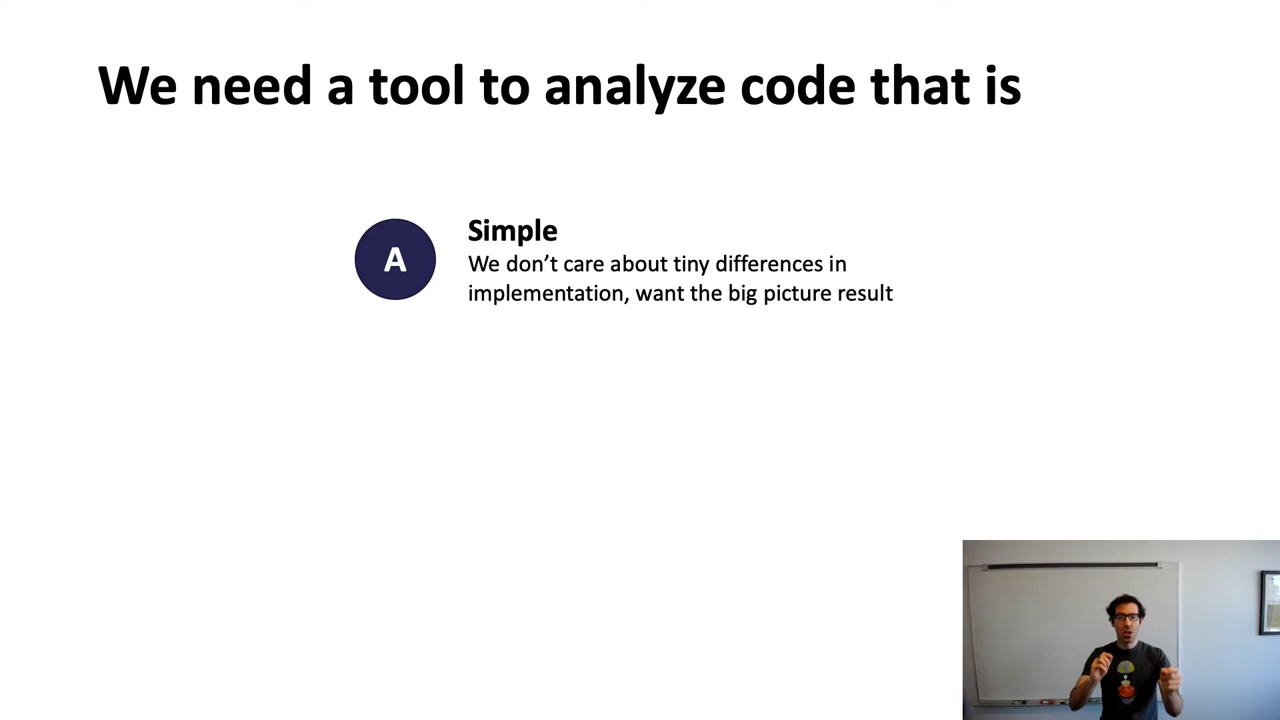 We need a tool to analyze code that is
A
Simple
We don’t care about tiny differences in
implementation, want the big picture result